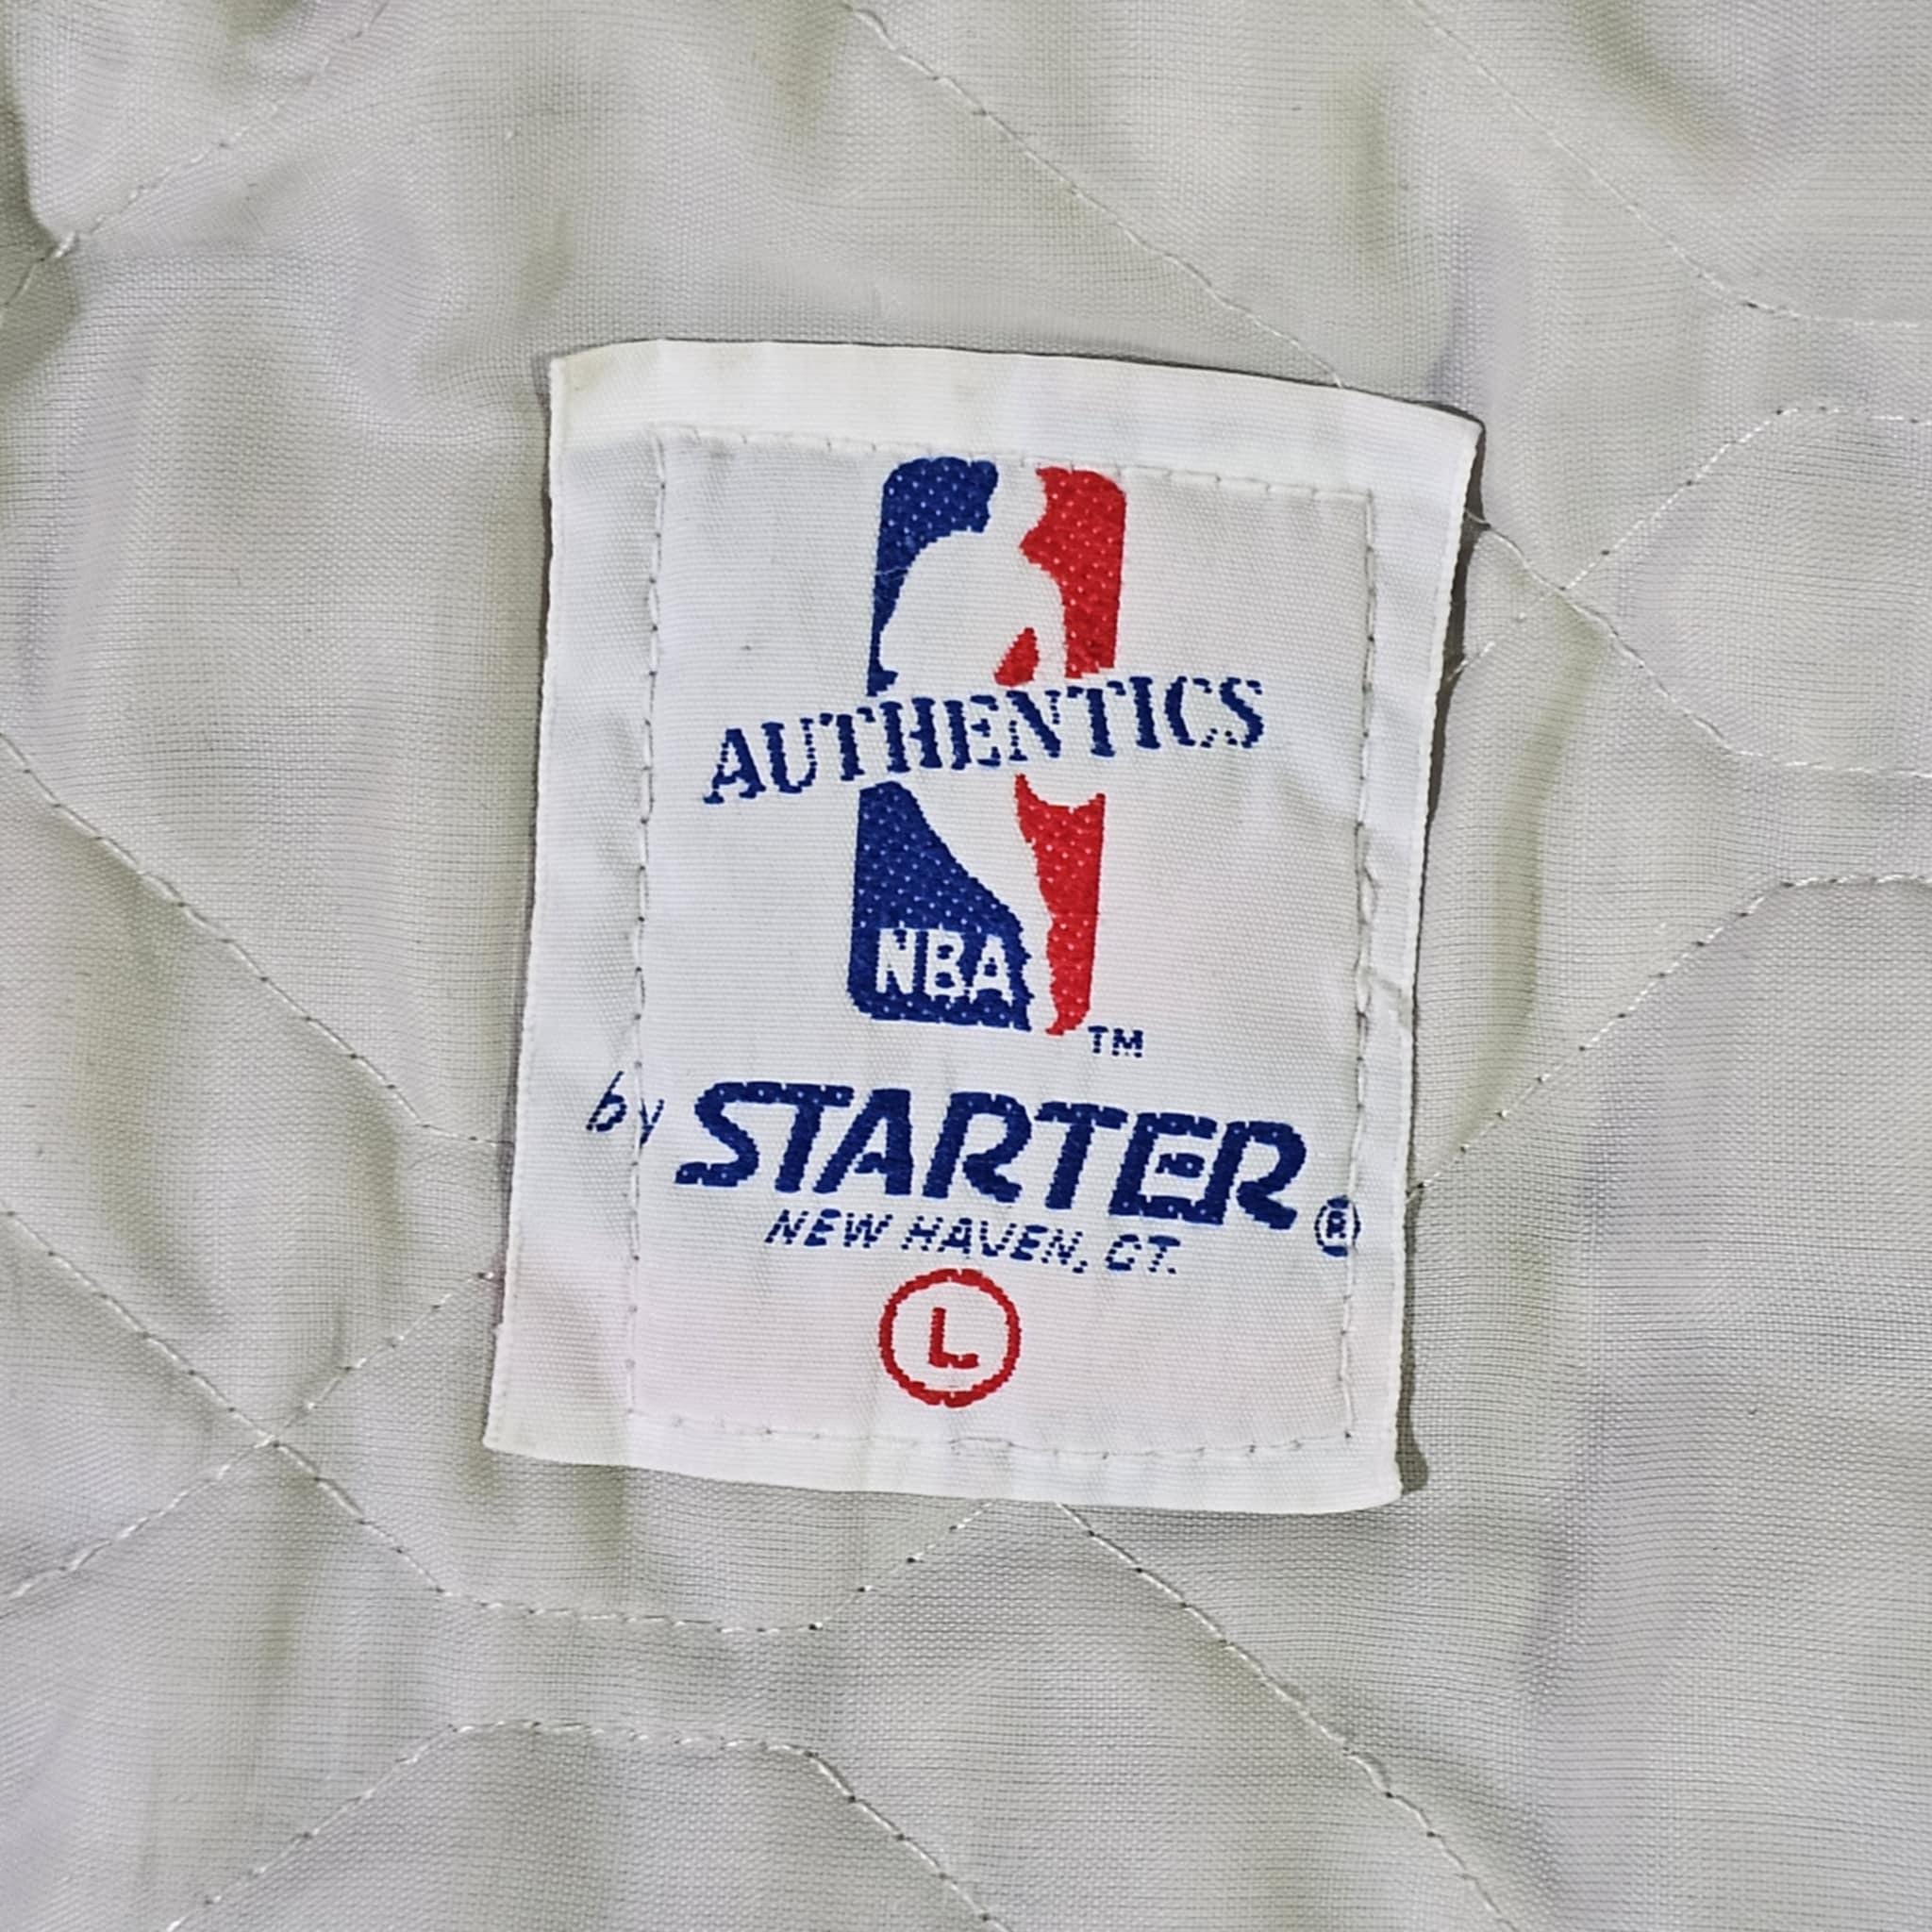 AUTHENTICS
NBA
TM
by STARTER®
NEW HAVEN, CT.
L